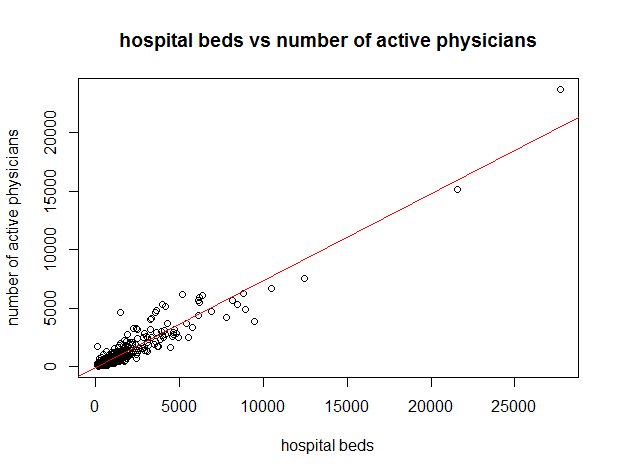 hospital beds vs number of active physicians
number of active physicians
20000
15000
10000
5000
0
0 5000 10000 15000 20000 25000
hospital beds